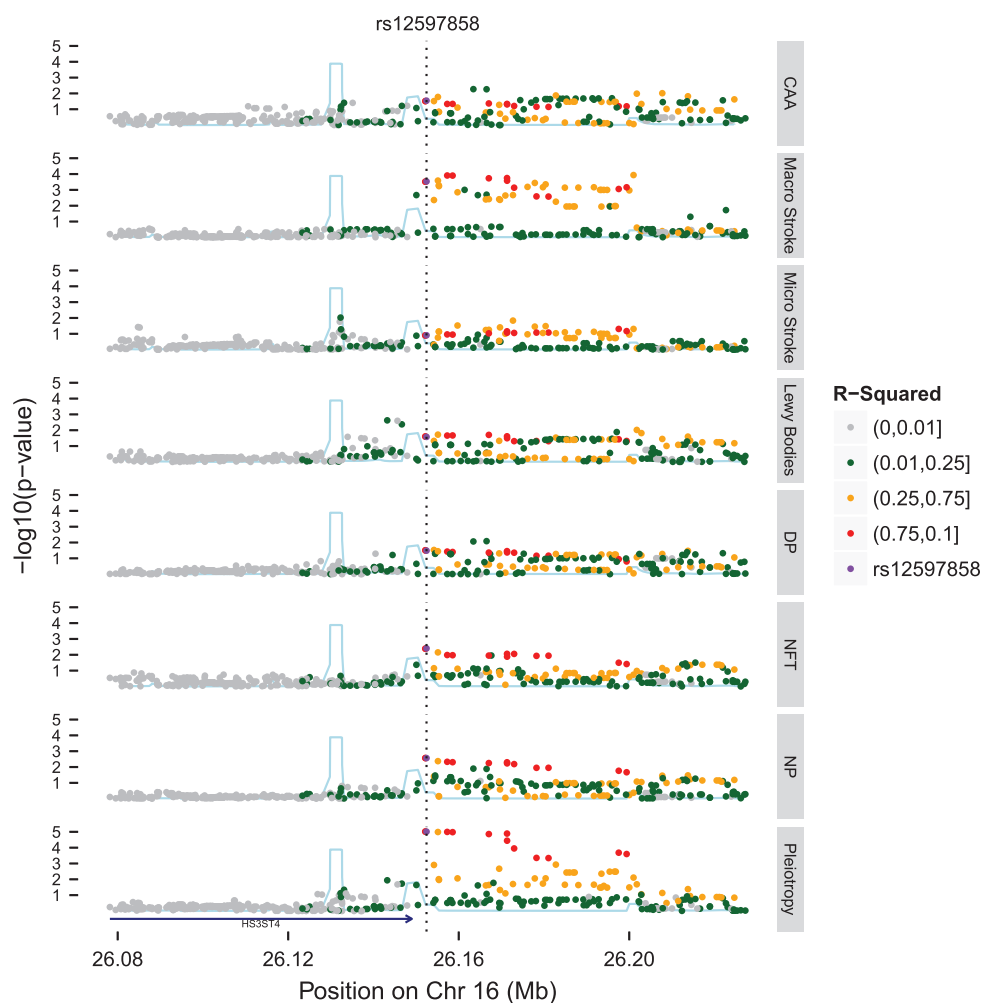 rs12597858
5
4
3
2
1
CAA
5
4
3
2
1
Macro Stroke
5
4
3
2
1
Micro Stroke
5
4
3
2
1
Lewy Bodies
5
4
3
2
1
DP
5
4
3
2
1
NFT
5
4
3
2
1
NP
5
4
3
2
1
Pleiotropy
−log10(p−value)
HS3ST4
26.08 26.12 26.16 26.20
Position on Chr 16 (Mb)
R−Squared
(0,0.01]
(0.01,0.25]
(0.25,0.75]
(0.75,0.1]
rs12597858